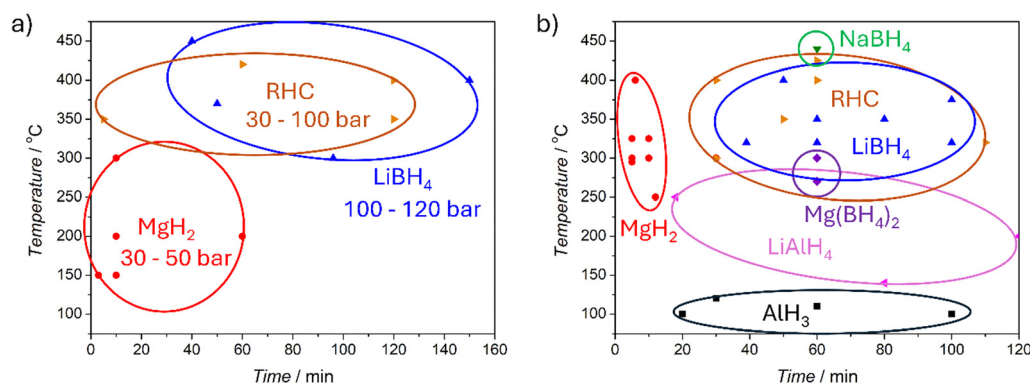 a)
450
400
350
300
250
200
150
100
Temperature / °C
0 20 40 60 80 100 120 140 160
Time / min
RHC
30 - 100 bar
LiBH4
100 - 120 bar
MgH2
30 - 50 bar
b)
450
400
350
300
250
200
150
100
Temperature / °C
0 20 40 60 80 100 120
Time / min
NaBH4
RHC
LiBH4
MgH2
Mg(BH4)2
LiAlH4
AlH3